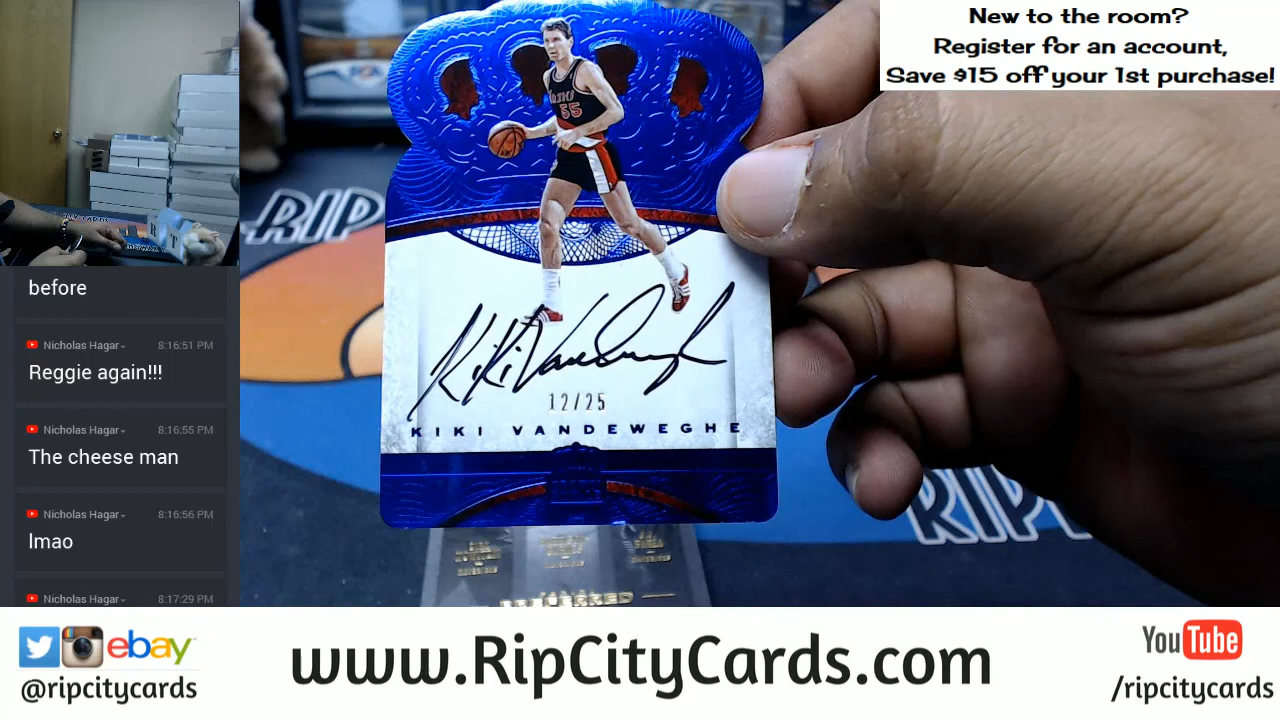 New to the room?
Register for an account,
Save $15 off your 1st purchase!
before
Nicholas Hagar 8:16:51 PM
Reggie again!!!
Nicholas Hagar 8:16:55 PM
The cheese man
Nicholas Hagar 8:16:56 PM
lmao
Nicholas Hagar 8:17:29 PM
55
RIP
Kiki Vandeweghe
12/25
KIKI VANDEWEGHE
RIP
ebay
@ripcitycards
www.RipCityCards.com
YouTube
/ripcitycards